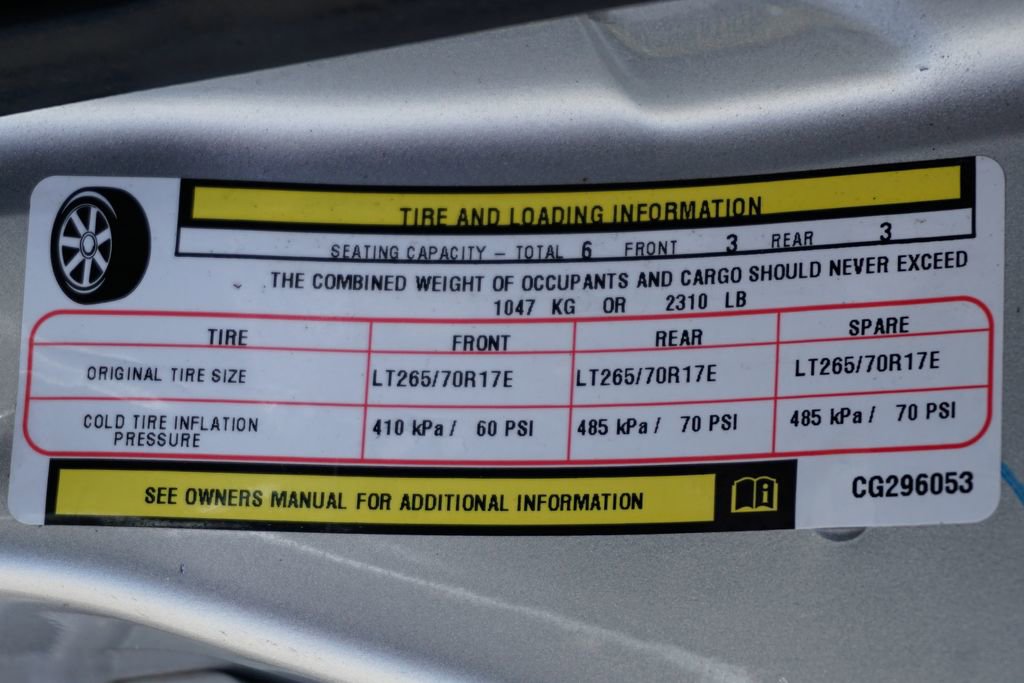 TIRE AND LOADING INFORMATION
SEATING CAPACITY – TOTAL 6 FRONT 3 REAR 3
THE COMBINED WEIGHT OF OCCUPANTS AND CARGO SHOULD NEVER EXCEED
1047 KG OR 2310 LB
TIRE FRONT REAR SPARE
ORIGINAL TIRE SIZE LT265/70R17E LT265/70R17E LT265/70R17E
COLD TIRE INFLATION
PRESSURE 410 kPa / 60 PSI 485 kPa / 70 PSI 485 kPa / 70 PSI
SEE OWNERS MANUAL FOR ADDITIONAL INFORMATION
CG296053